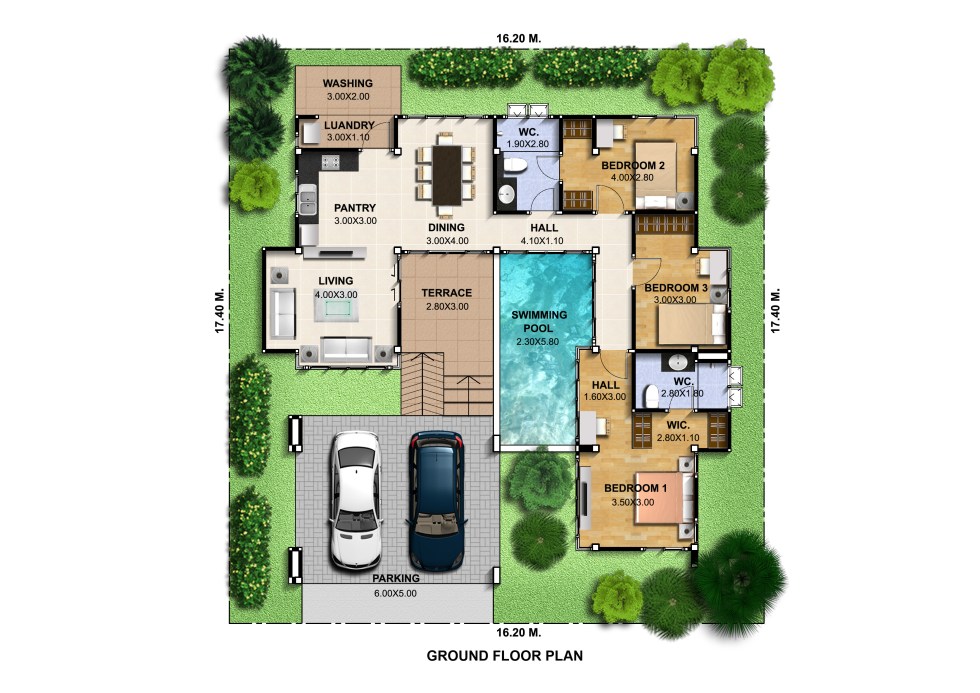 16.20 M.
WASHING
3.00X2.00
LUANDRY
3.00X1.10
WC.
1.90X2.80
BEDROOM 2
4.00X2.80
PANTRY
3.00X3.00
DINING
3.00X4.00
HALL
4.10X1.10
LIVING
4.00X3.00
TERRACE
2.80X3.00
BEDROOM 3
3.00X3.00
17.40 M.
17.40 M.
SWIMMING
POOL
2.30X5.80
HALL
1.60X3.00
WC.
2.80X1.80
WIC.
2.80X1.10
BEDROOM 1
3.50X3.00
PARKING
6.00X5.00
16.20 M.
GROUND FLOOR PLAN